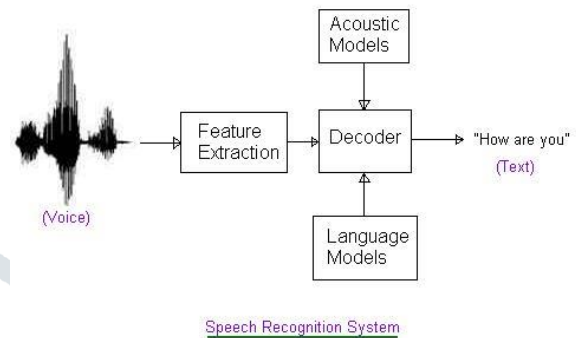 Acoustic
Models
Feature
Extraction
Decoder
"How are you"
(Text)
(Voice)
Language
Models
Speech Recognition System